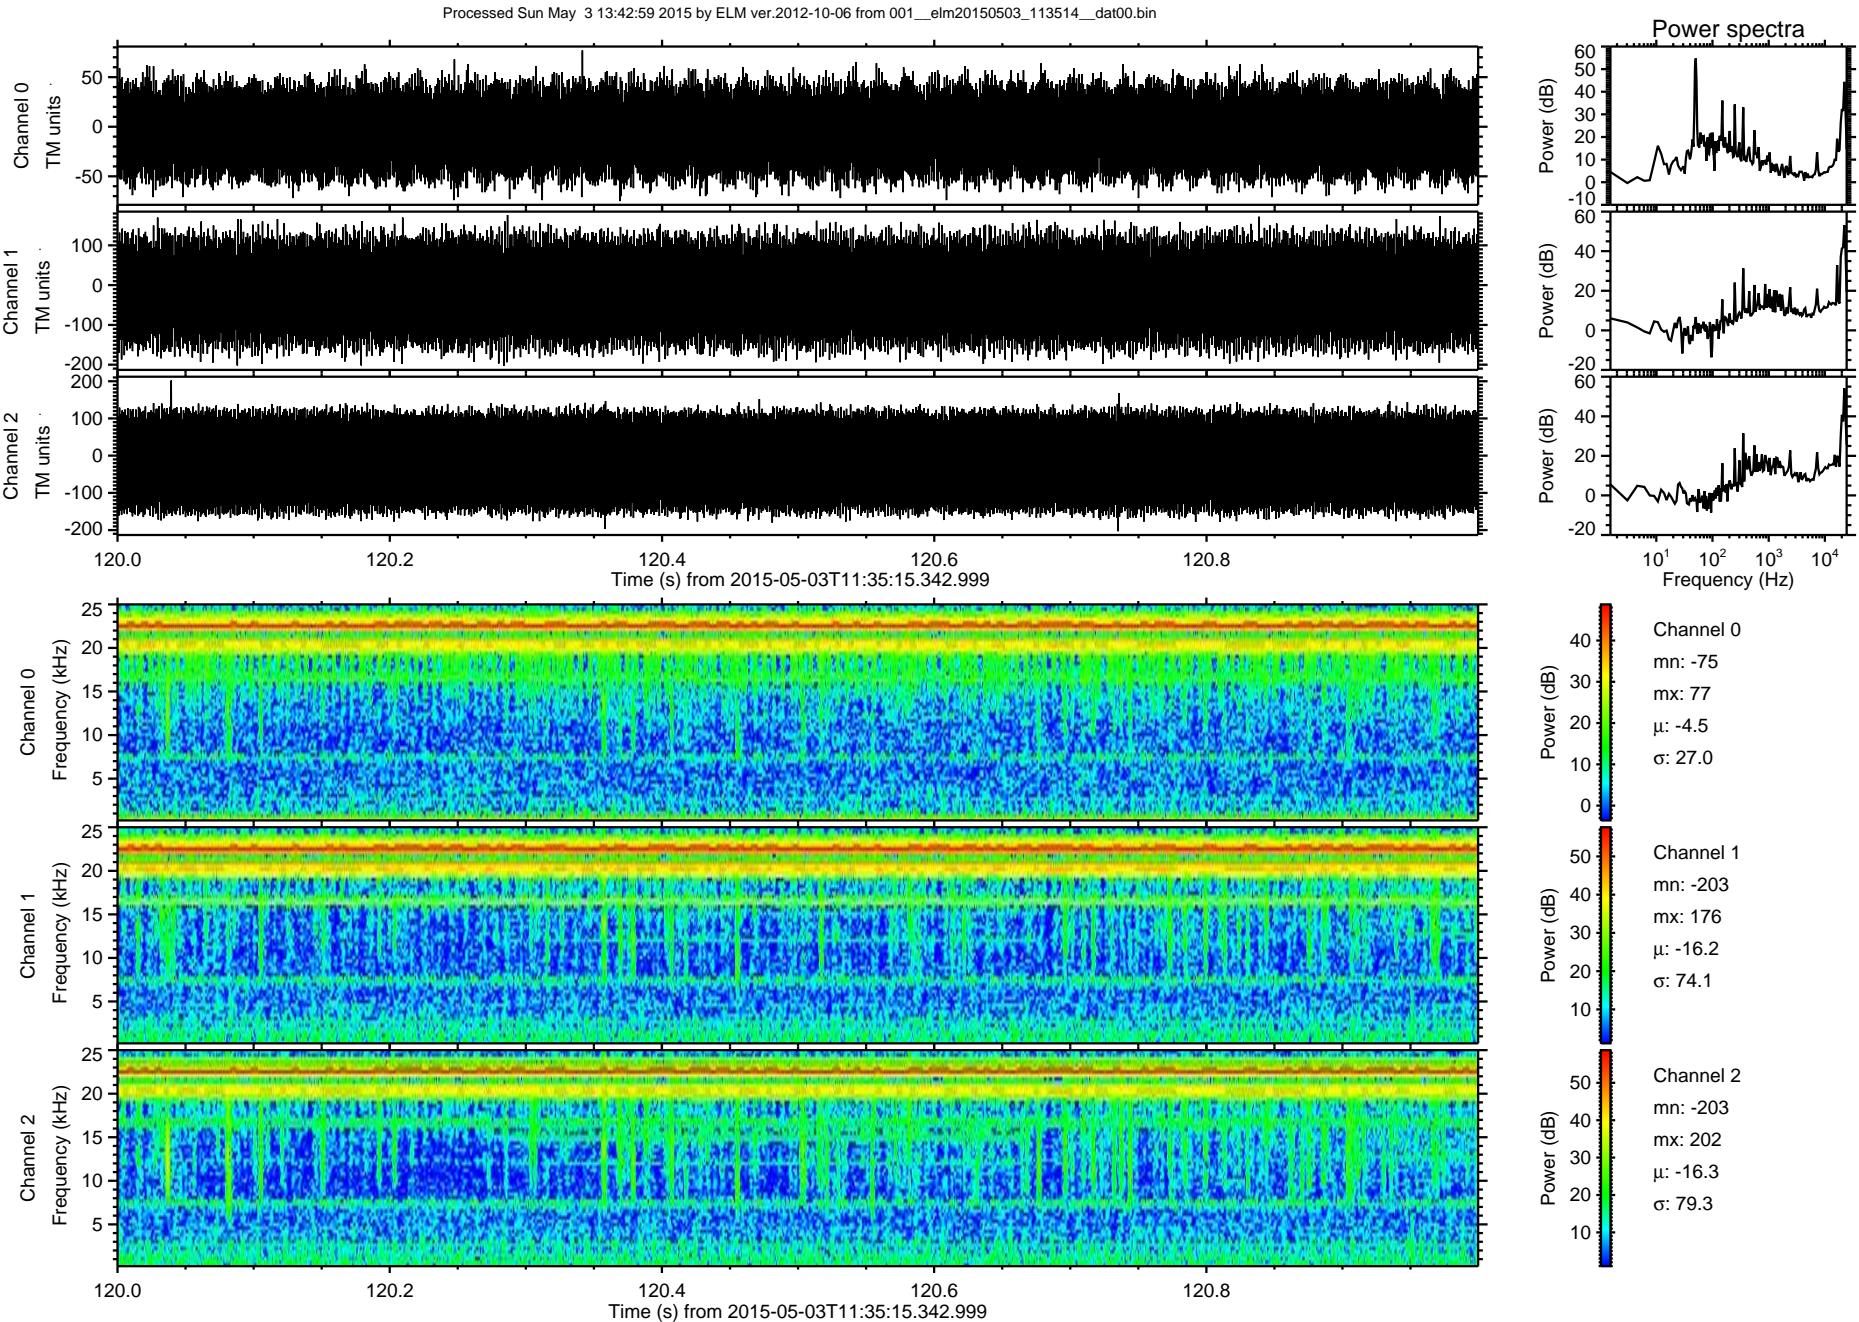 Processed Sun May  3 13:42:59 2015 by ELM ver.2012-10-06 from 001__elm20150503_113514__dat00.bin
Power spectra
Channel 0
TM units
50
0
-50
Power (dB)
60
50
40
30
20
10
0
-10
Channel 1
TM units
100
0
-100
-200
Power (dB)
60
40
20
0
-20
Channel 2
TM units
200
100
0
-100
-200
Power (dB)
60
40
20
0
-20
120.0 120.2 120.4 120.6 120.8
Time (s) from 2015-05-03T11:35:15.342.999
10¹ 10² 10³ 10⁴
Frequency (Hz)
Channel 0
Frequency (kHz)
25
20
15
10
5
Power (dB)
40
30
20
10
0
Channel 0
mn: -75
mx: 77
μ: -4.5
σ: 27.0
Channel 1
Frequency (kHz)
25
20
15
10
5
Power (dB)
50
40
30
20
10
Channel 1
mn: -203
mx: 176
μ: -16.2
σ: 74.1
Channel 2
Frequency (kHz)
25
20
15
10
5
Power (dB)
50
40
30
20
10
Channel 2
mn: -203
mx: 202
μ: -16.3
σ: 79.3
120.0 120.2 120.4 120.6 120.8
Time (s) from 2015-05-03T11:35:15.342.999